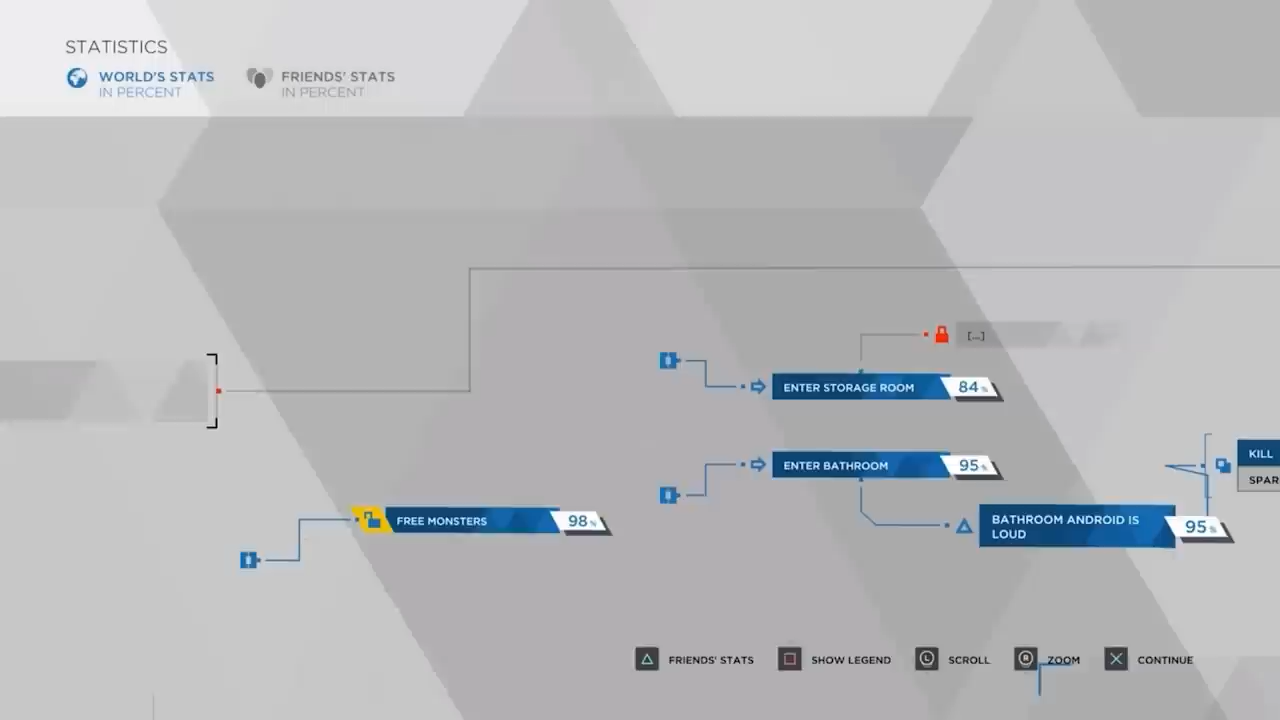 STATISTICS
WORLD'S STATS
IN PERCENT
FRIENDS' STATS
IN PERCENT
[...]
ENTER STORAGE ROOM 84 %
ENTER BATHROOM 95 %
KILL
SPAR
FREE MONSTERS 98 %
BATHROOM ANDROID IS
LOUD
95 %
FRIENDS' STATS
SHOW LEGEND
L SCROLL
R ZOOM
CONTINUE